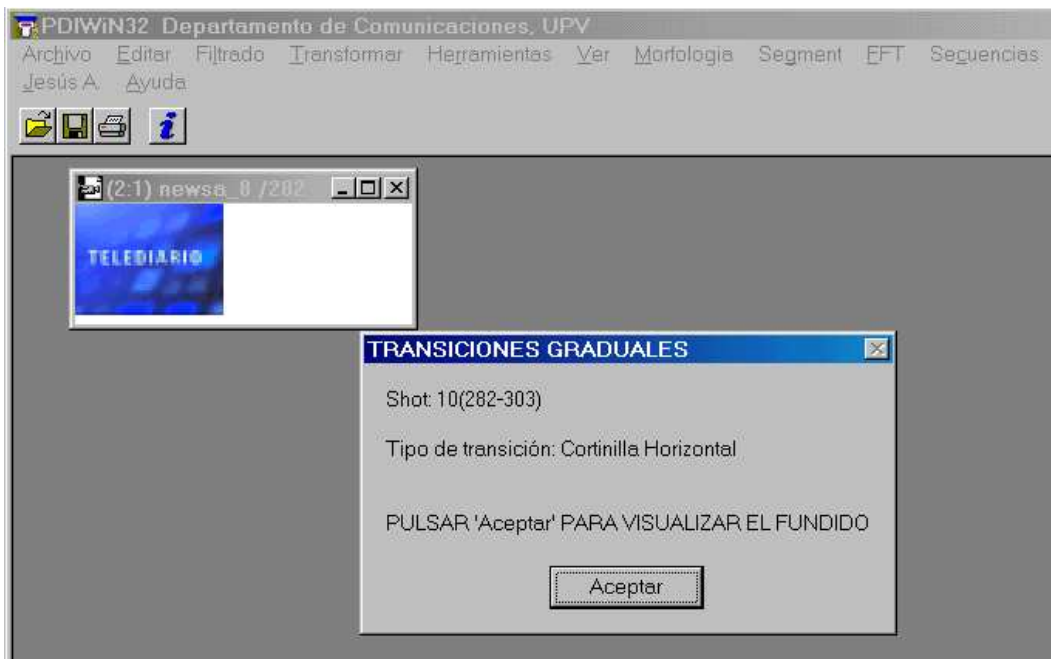 PDIWiN32 Departamento de Comunicaciones, UPV
Archivo Editar Filtrado Transformar Herramientas Ver Morfologia Segment FFT Secuencias
Jesús A. Ayuda
(2:1) newsa_8 /282
TELEDIARIO
TRANSICIONES GRADUALES
Shot: 10(282-303)
Tipo de transición: Cortinilla Horizontal
PULSAR 'Aceptar' PARA VISUALIZAR EL FUNDIDO
Aceptar